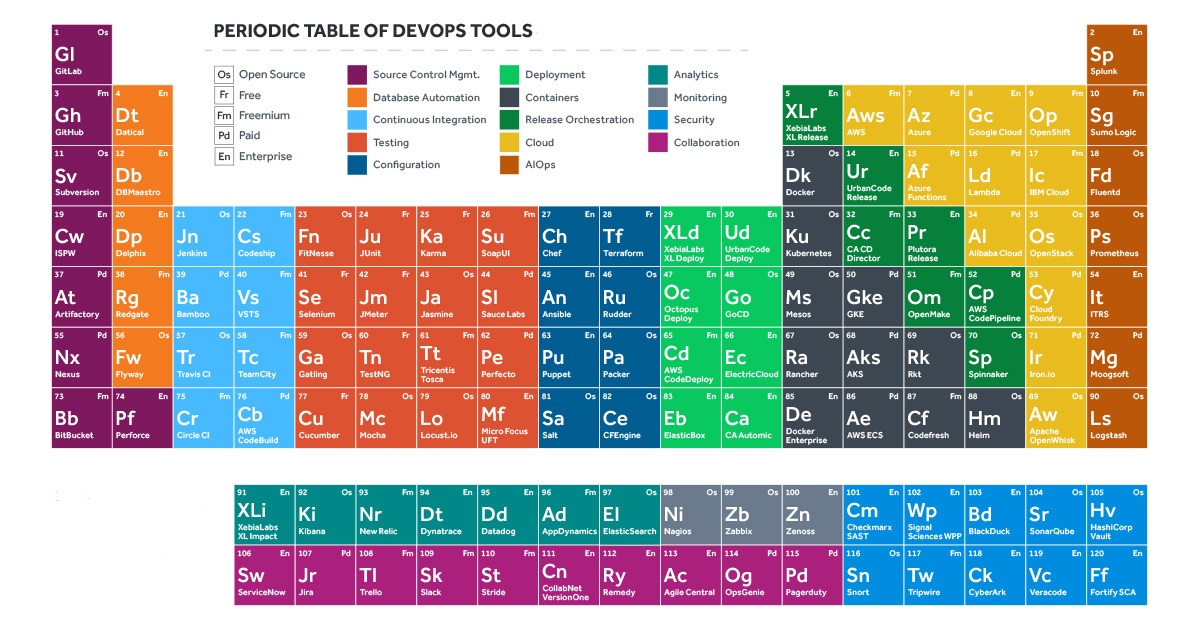 PERIODIC TABLE OF DEVOPS TOOLS
Os Open Source
Fr Free
Fm Freemium
Pd Paid
En Enterprise
Source Control Mgmt.
Database Automation
Continuous Integration
Testing
Configuration
Deployment
Containers
Release Orchestration
Cloud
AIOps
Analytics
Monitoring
Security
Collaboration
1 Os
Gl
GitLab
2 En
Sp
Splunk
3 Fm
Gh
GitHub
4 En
Dt
Datical
5 En
XLr
XebiaLabs
XL Release
6 Fm
Aws
AWS
7 Pd
Az
Azure
8 En
Gc
Google Cloud
9 Fm
Op
OpenShift
10 Fm
Sg
Sumo Logic
11 Os
Sv
Subversion
12 En
Db
DBMaestro
13 Os
Dk
Docker
14 En
Ur
UrbanCode
Release
15 Pd
Af
Azure
Functions
16 Pd
Ld
Lambda
17 Fm
Ic
IBM Cloud
18 Os
Fd
Fluentd
19 En
Cw
ISPW
20 En
Dp
Delphix
21 Os
Jn
Jenkins
22 Fm
Cs
Codeship
23 Os
Fn
FitNesse
24 Fr
Ju
JUnit
25 Fr
Ka
Karma
26 Fm
Su
SoapUI
27 En
Ch
Chef
28 Fr
Tf
Terraform
29 En
XLd
XebiaLabs
XL Deploy
30 En
Ud
UrbanCode
Deploy
31 Os
Ku
Kubernetes
32 Fm
Cc
CA CD
Director
33 En
Pr
Plutora
Release
34 Pd
Al
Alibaba Cloud
35 Os
Os
OpenStack
36 Os
Ps
Prometheus
37 Pd
At
Artifactory
38 Fm
Rg
Redgate
39 Pd
Ba
Bamboo
40 Fm
Vs
VSTS
41 Fr
Se
Selenium
42 Fr
Jm
JMeter
43 Os
Ja
Jasmine
44 Pd
Sl
Sauce Labs
45 En
An
Ansible
46 Os
Ru
Rudder
47 En
Oc
Octopus
Deploy
48 Os
Go
GoCD
49 Os
Ms
Mesos
50 Pd
Gke
GKE
51 Fm
Om
OpenMake
52 Pd
Cp
AWS
CodePipeline
53 Pd
Cy
Cloud
Foundry
54 En
It
ITRS
55 Pd
Nx
Nexus
56 Os
Fw
Flyway
57 Os
Tr
Travis CI
58 Fm
Tc
TeamCity
59 Os
Ga
Gatling
60 Fr
Tn
TestNG
61 Fm
Tt
Tricentis
Tosca
62 Pd
Pe
Perfecto
63 En
Pu
Puppet
64 Os
Pa
Packer
65 Fm
Cd
AWS
CodeDeploy
66 En
Ec
ElectricCloud
67 Os
Ra
Rancher
68 Pd
Aks
AKS
69 Os
Rk
Rkt
70 Os
Sp
Spinnaker
71 Pd
Ir
Iron.io
72 Pd
Mg
Moogsoft
73 Fm
Bb
BitBucket
74 En
Pf
Perforce
75 Fm
Cr
Circle CI
76 Pd
Cb
AWS
CodeBuild
77 Fr
Cu
Cucumber
78 Os
Mc
Mocha
79 Os
Lo
Locust.io
80 En
Mf
Micro Focus
UFT
81 Os
Sa
Salt
82 Os
Ce
CFEngine
83 En
Eb
ElasticBox
84 En
Ca
CA Automic
85 En
De
Docker
Enterprise
86 Pd
Ae
AWS ECS
87 Fm
Cf
Codefresh
88 Os
Hm
Helm
89 Os
Aw
Apache
OpenWhisk
90 Os
Ls
Logstash
91 En
XLi
XebiaLabs
XL Impact
92 Os
Ki
Kibana
93 Fm
Nr
New Relic
94 En
Dt
Dynatrace
95 En
Dd
Datadog
96 Fm
Ad
AppDynamics
97 Os
El
ElasticSearch
98 Os
Ni
Nagios
99 Os
Zb
Zabbix
100 En
Zn
Zenoss
101 En
Cm
Checkmarx
SAST
102 En
Wp
Signal
Sciences WPP
103 En
Bd
BlackDuck
104 Os
Sr
SonarQube
105 Os
Hv
HashiCorp
Vault
106 En
Sw
ServiceNow
107 Pd
Jr
Jira
108 Fm
Tl
Trello
109 Fm
Sk
Slack
110 Fm
St
Stride
111 En
Cn
CollabNet
VersionOne
112 En
Ry
Remedy
113 En
Ac
Agile Central
114 Pd
Og
OpsGenie
115 Pd
Pd
Pagerduty
116 Os
Sn
Snort
117 Fm
Tw
Tripwire
118 En
Ck
CyberArk
119 En
Vc
Veracode
120 En
Ff
Fortify SCA